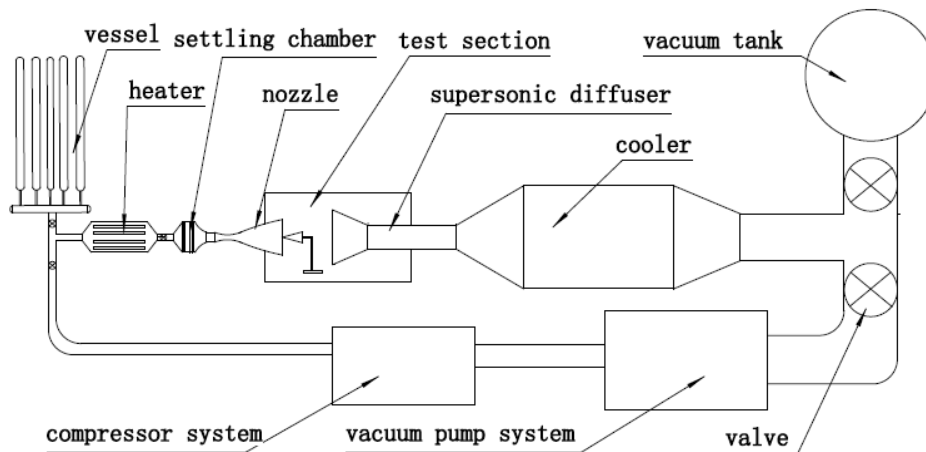 vessel
settling chamber
test section
vacuum tank
heater
nozzle
supersonic diffuser
cooler
compressor system
vacuum pump system
valve